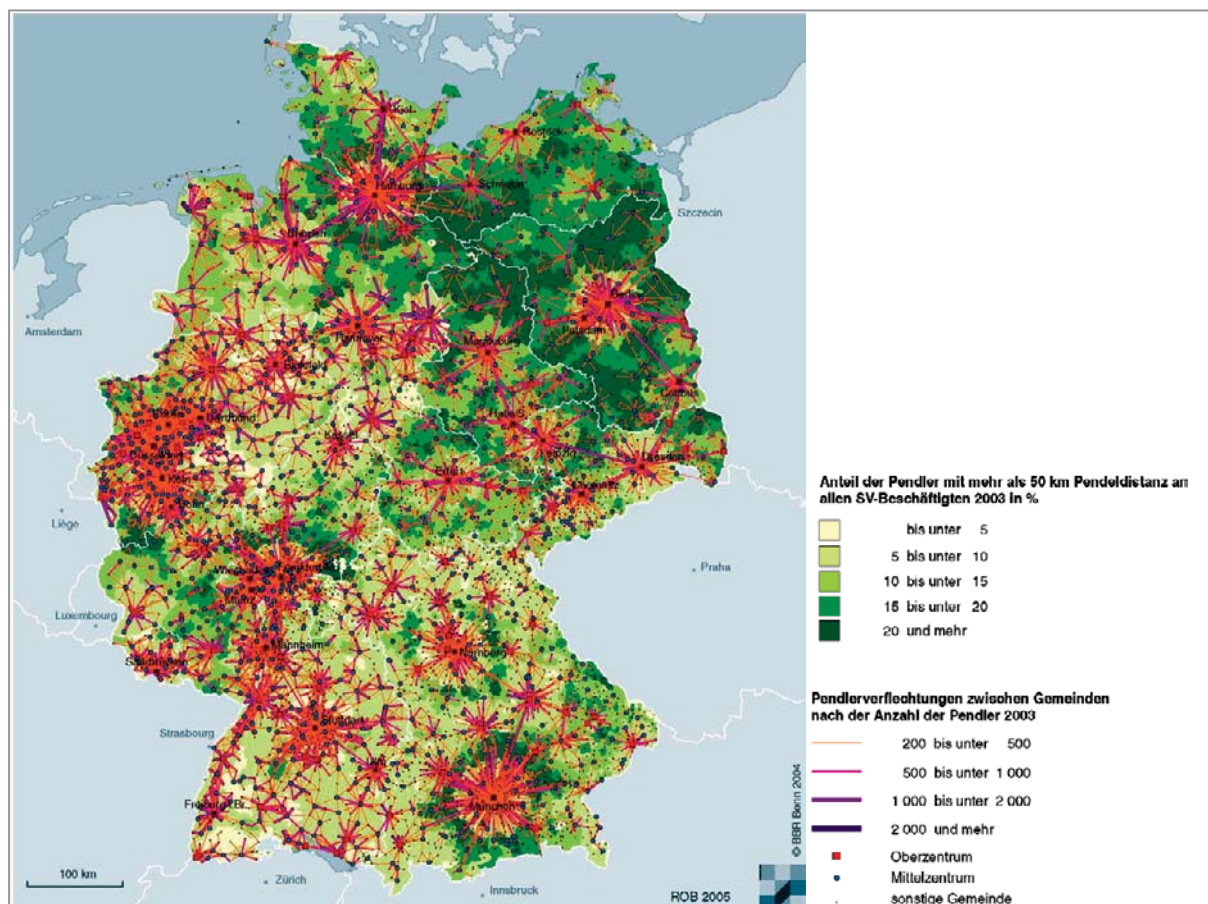 Kiel
Rostock
Hamburg
Schwerin
Szczecin
Bremen
Amsterdam
Potsdam
Hannover
Magdeburg
Bielefeld
Cottbus
Halle S.
Dortmund
Leipzig
Düsseldorf
Dresden
Erfurt
Köln
Bonn
Liège
Praha
Wiesbaden
Frankfurt
Mainz
Luxembourg
Mannheim
Saarbrücken
Nürnberg
Stuttgart
Strasbourg
Ulm
München
Freiburg i.Br.
Zürich
Innsbruck
100 km
ROB 2005
© BBR Bonn 2004
Anteil der Pendler mit mehr als 50 km Pendeldistanz an
allen SV-Beschäftigten 2003 in %
bis unter 5
5 bis unter 10
10 bis unter 15
15 bis unter 20
20 und mehr
Pendlerverflechtungen zwischen Gemeinden
nach der Anzahl der Pendler 2003
200 bis unter 500
500 bis unter 1 000
1 000 bis unter 2 000
2 000 und mehr
Oberzentrum
Mittelzentrum
sonstige Gemeinde